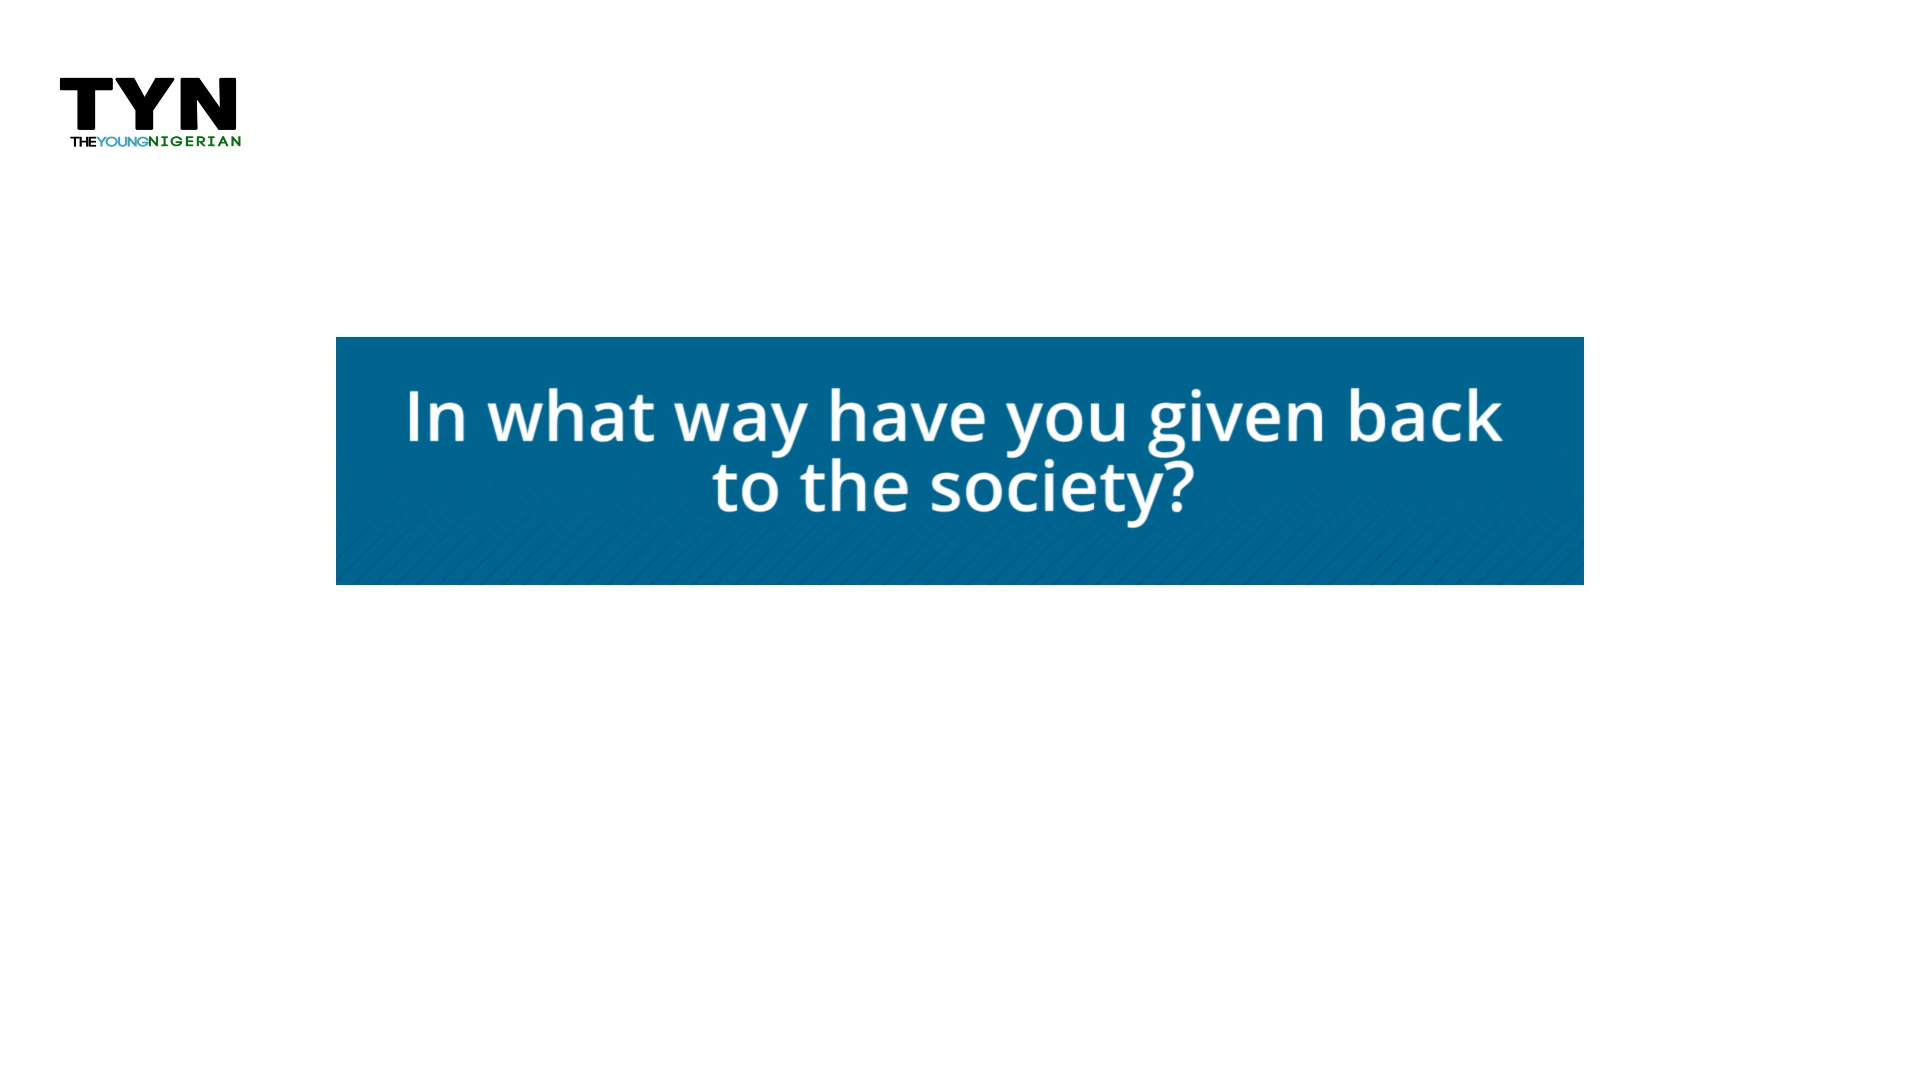 TYN
THEYOUNGNIGERIAN
In what way have you given back
to the society?